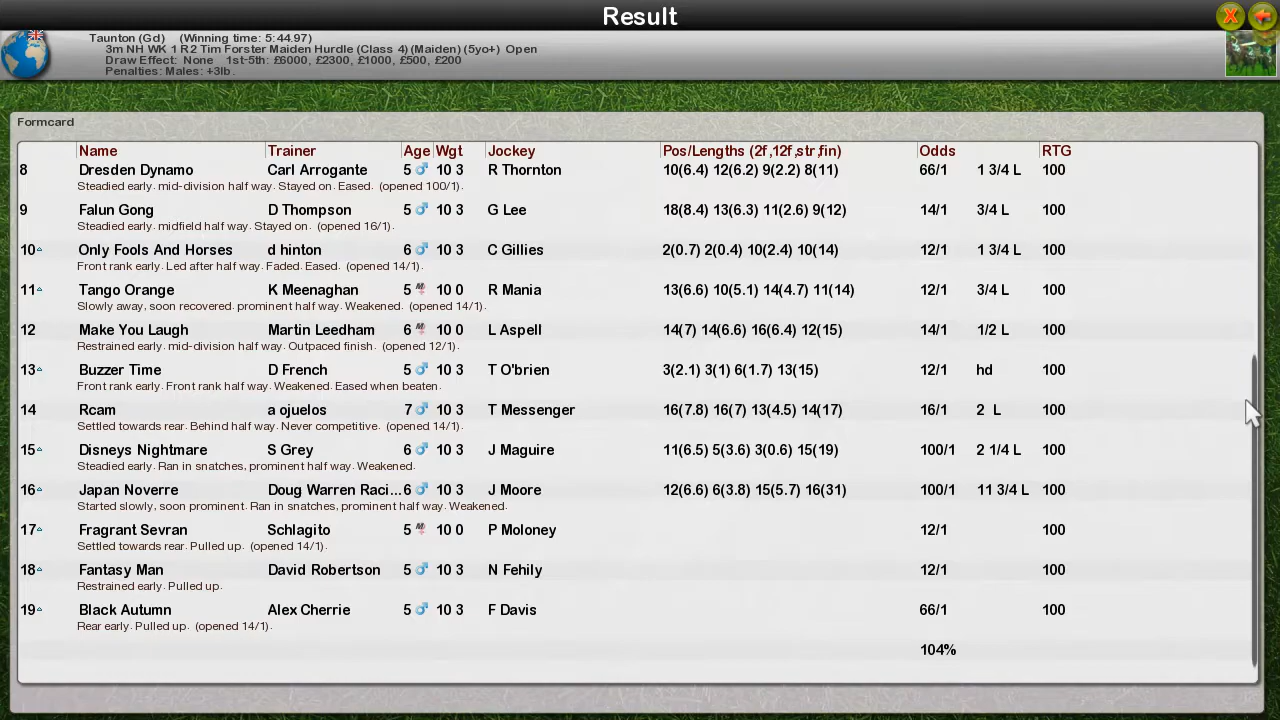 Result
Taunton (Gd) (Winning time: 5:44.97)
3m NH WK 1 R2 Tim Forster Maiden Hurdle (Class 4) (Maiden) (5yo+) Open
Draw Effect: None 1st-5th: £6000, £2300, £1000, £500, £200
Penalties: Males: +3lb.
Formcard
Name Trainer Age Wgt Jockey Pos/Lengths (2f,12f,str,fin) Odds RTG
8 Dresden Dynamo Carl Arrogante 5 10 3 R Thornton 10(6.4) 12(6.2) 9(2.2) 8(11) 66/1 1 3/4 L 100
Steadied early. mid-division half way. Stayed on. Eased. (opened 100/1).
9 Falun Gong D Thompson 5 10 3 G Lee 18(8.4) 13(6.3) 11(2.6) 9(12) 14/1 3/4 L 100
Steadied early. midfield half way. Stayed on. (opened 16/1).
10 Only Fools And Horses d hinton 6 10 3 C Gillies 2(0.7) 2(0.4) 10(2.4) 10(14) 12/1 1 3/4 L 100
Front rank early. Led after half way. Faded. Eased. (opened 14/1).
11 Tango Orange K Meenaghan 5 10 0 R Mania 13(6.6) 10(5.1) 14(4.7) 11(14) 12/1 3/4 L 100
Slowly away, soon recovered. prominent half way. Weakened. (opened 14/1).
12 Make You Laugh Martin Leedham 6 10 0 L Aspell 14(7) 14(6.6) 16(6.4) 12(15) 14/1 1/2 L 100
Restrained early. mid-division half way. Outpaced finish. (opened 12/1).
13 Buzzer Time D French 5 10 3 T O'brien 3(2.1) 3(1) 6(1.7) 13(15) 12/1 hd 100
Front rank early. Front rank half way. Weakened. Eased when beaten.
14 Rcam a ojuelos 7 10 3 T Messenger 16(7.8) 16(7) 13(4.5) 14(17) 16/1 2 L 100
Settled towards rear. Behind half way. Never competitive. (opened 14/1).
15 Disneys Nightmare S Grey 6 10 3 J Maguire 11(6.5) 5(3.6) 3(0.6) 15(19) 100/1 2 1/4 L 100
Steadied early. Ran in snatches, prominent half way. Weakened.
16 Japan Noverre Doug Warren Raci... 6 10 3 J Moore 12(6.6) 6(3.8) 15(5.7) 16(31) 100/1 11 3/4 L 100
Started slowly, soon prominent. Ran in snatches, prominent half way. Weakened.
17 Fragrant Sevran Schlagito 5 10 0 P Moloney 12/1 100
Settled towards rear. Pulled up. (opened 14/1).
18 Fantasy Man David Robertson 5 10 3 N Fehily 12/1 100
Restrained early. Pulled up.
19 Black Autumn Alex Cherrie 5 10 3 F Davis 66/1 100
Rear early. Pulled up. (opened 14/1).
104%